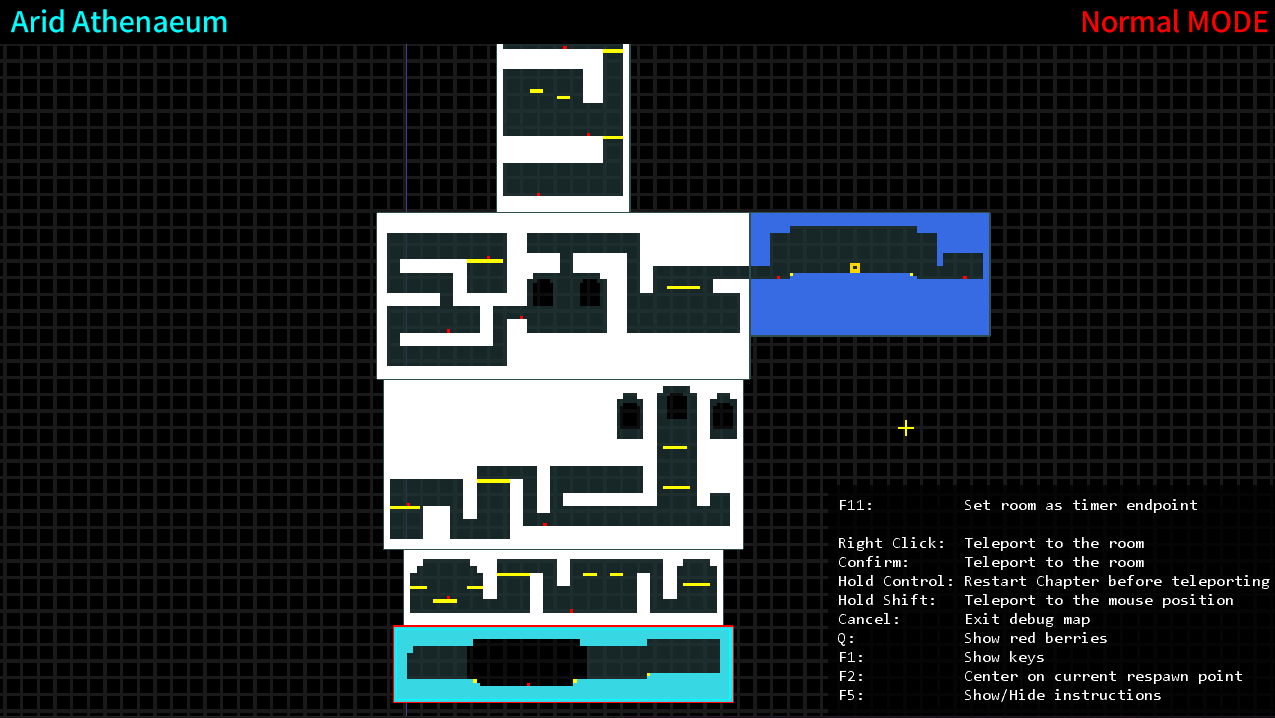 Arid Athenaeum
Normal MODE
F11: Set room as timer endpoint
Right Click: Teleport to the room
Confirm: Teleport to the room
Hold Control: Restart Chapter before teleporting
Hold Shift: Teleport to the mouse position
Cancel: Exit debug map
Q: Show red berries
F1: Show keys
F2: Center on current respawn point
F5: Show/Hide instructions